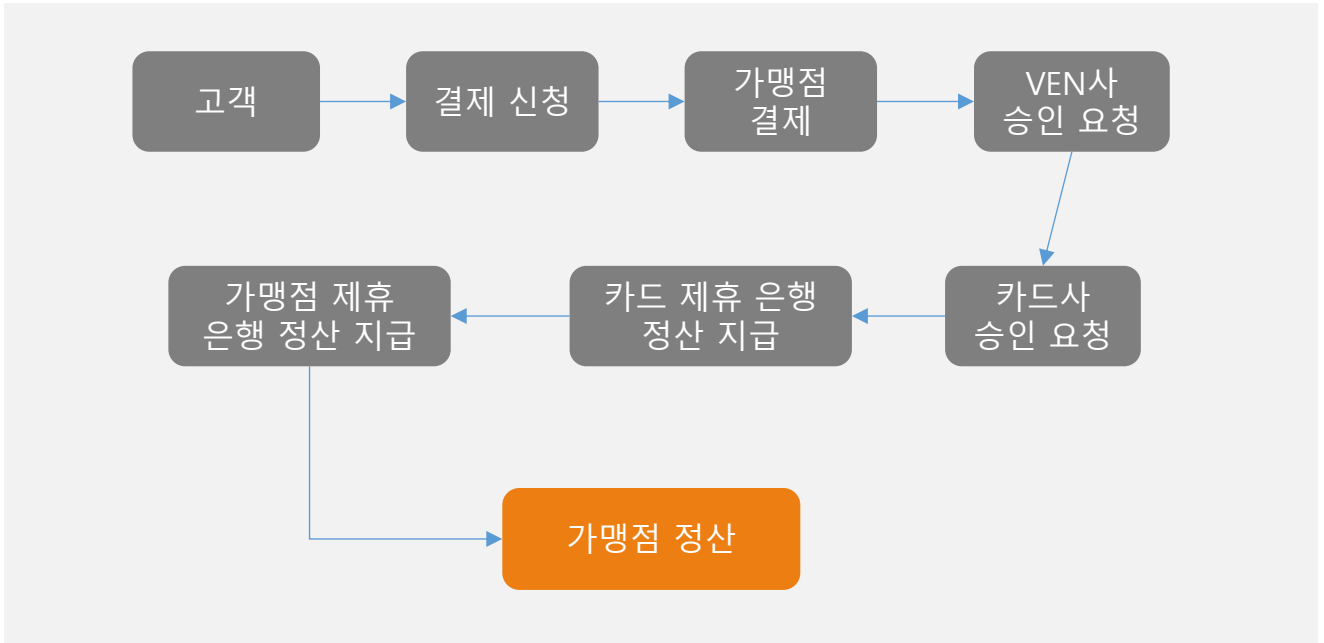 고객
결제 신청
가맹점
결제
VEN사
승인 요청
가맹점 제휴
은행 정산 지급
카드 제휴 은행
정산 지급
카드사
승인 요청
가맹점 정산